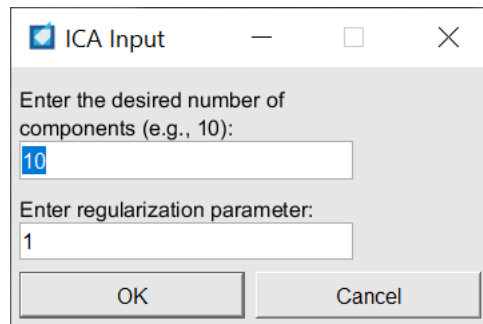 ICA Input
Enter the desired number of
components (e.g., 10):
10
Enter regularization parameter:
1
OK Cancel